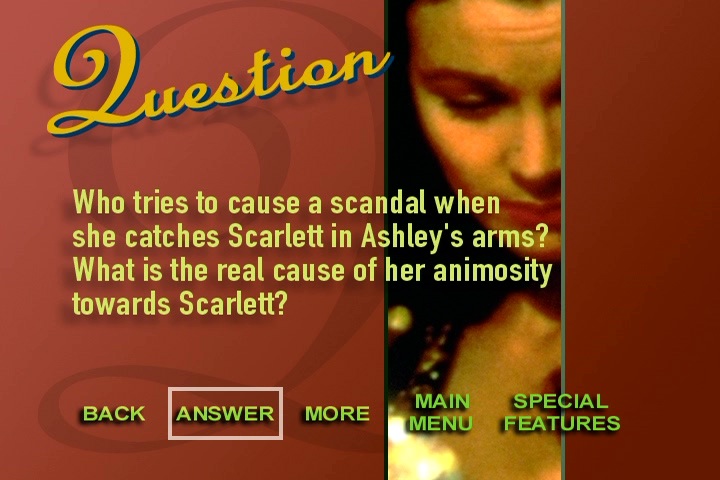 Question
Who tries to cause a scandal when
she catches Scarlett in Ashley's arms?
What is the real cause of her animosity
towards Scarlett?
BACK
ANSWER
MORE
MAIN
MENU
SPECIAL
FEATURES